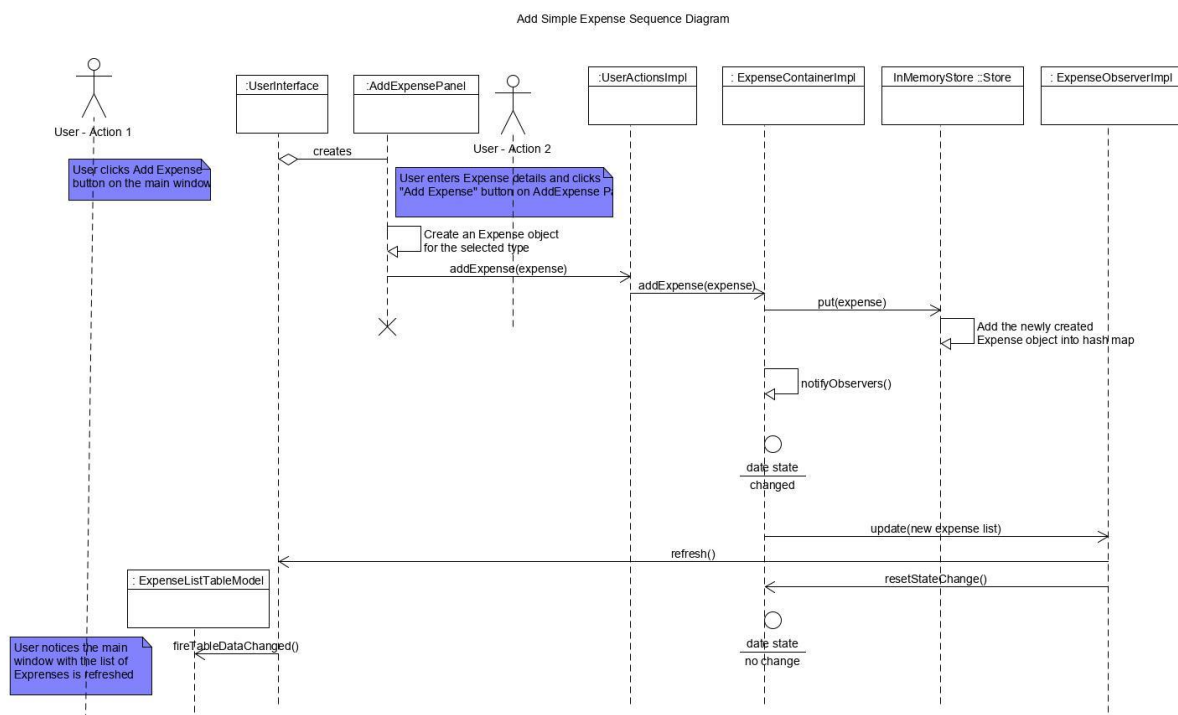 Add Simple Expense Sequence Diagram
:UserInterface
:AddExpensePanel
:UserActionsImpl
: ExpenseContainerImpl
InMemoryStore ::Store
: ExpenseObserverImpl
User - Action 1
User - Action 2
creates
User clicks Add Expense
button on the main window
User enters Expense details and clicks
"Add Expense" button on AddExpense Pa
Create an Expense object
for the selected type
addExpense(expense)
addExpense(expense)
put(expense)
Add the newly created
Expense object into hash map
notifyObservers()
date state
changed
update(new expense list)
refresh()
resetStateChange()
: ExpenseListTableModel
date state
no change
fireTableDataChanged()
User notices the main
window with the list of
Exprenses is refreshed